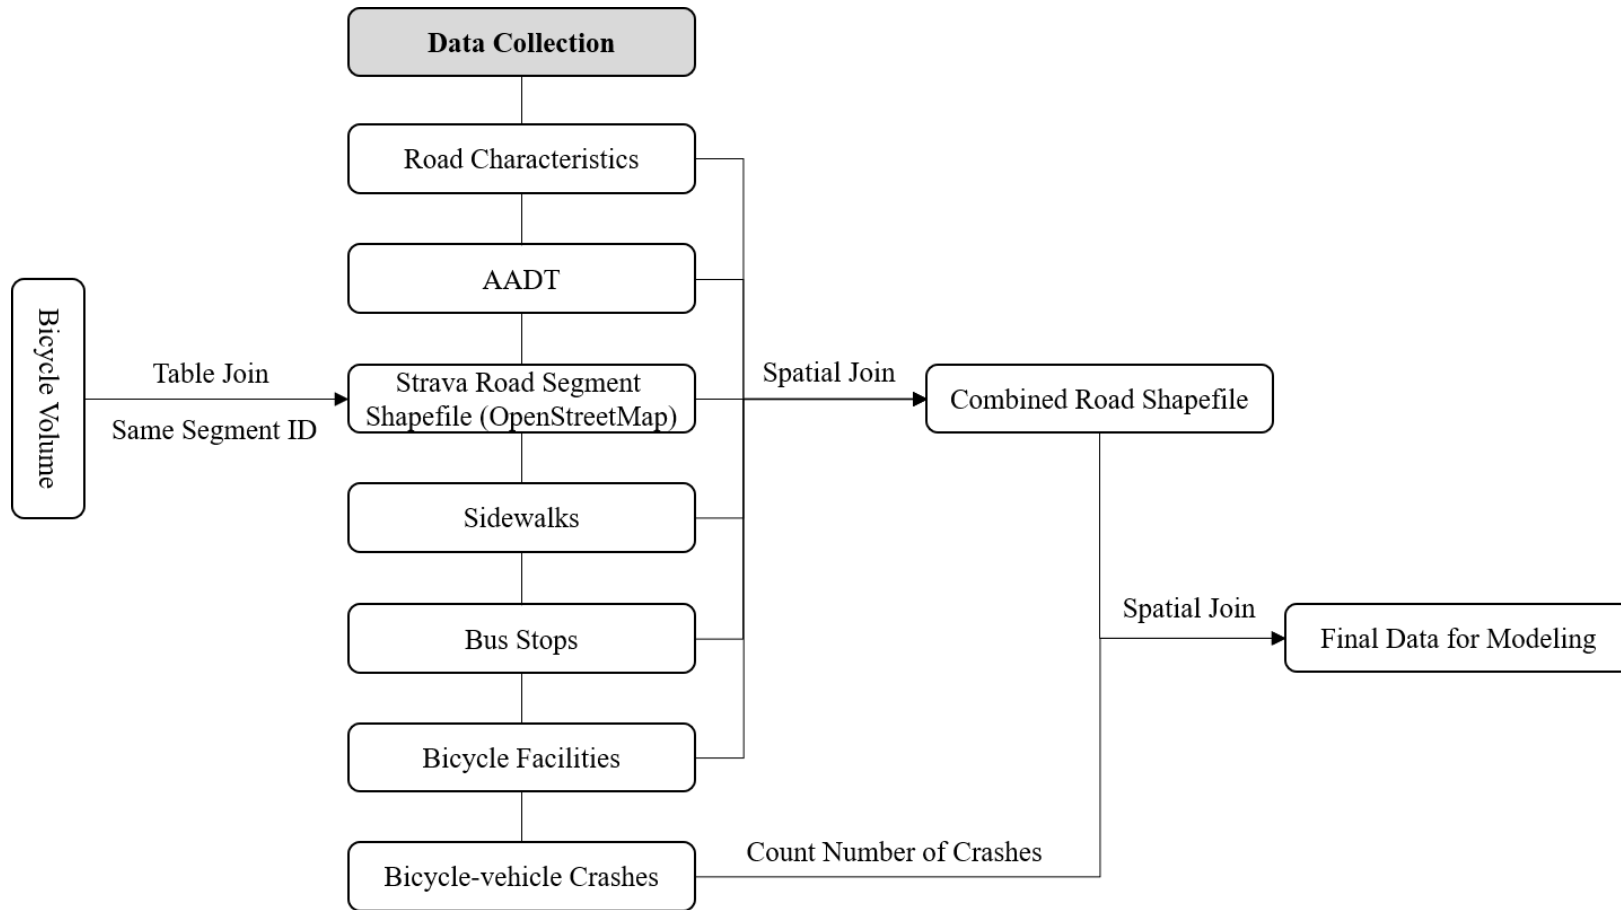 Data Collection
Road Characteristics
AADT
Bicycle Volume
Table Join
Same Segment ID
Strava Road Segment
Shapefile (OpenStreetMap)
Spatial Join
Combined Road Shapefile
Sidewalks
Bus Stops
Spatial Join
Final Data for Modeling
Bicycle Facilities
Bicycle-vehicle Crashes
Count Number of Crashes